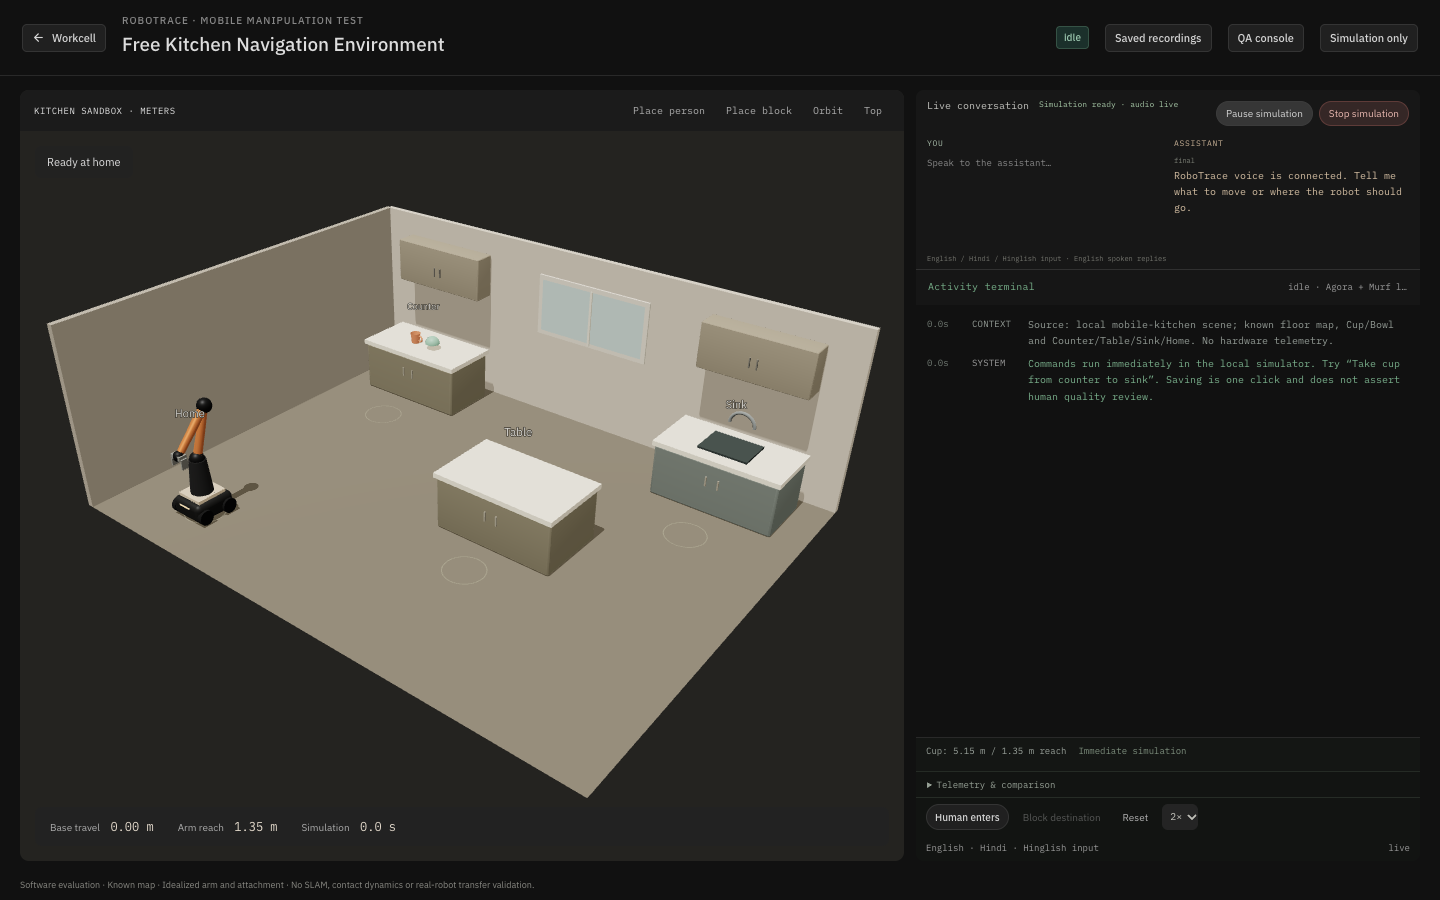 Workcell
ROBOTRACE · MOBILE MANIPULATION TEST
Free Kitchen Navigation Environment
Idle
Saved recordings
QA console
Simulation only
KITCHEN SANDBOX · METERS
Place person
Place block
Orbit
Top
Ready at home
Counter
Home
Table
Sink
Base travel 0.00 m
Arm reach 1.35 m
Simulation 0.0 s
Live conversation
Simulation ready · audio live
Pause simulation
Stop simulation
YOU
Speak to the assistant…
ASSISTANT
final
RoboTrace voice is connected. Tell me
what to move or where the robot should
go.
English / Hindi / Hinglish input · English spoken replies
Activity terminal
idle · Agora + Murf l…
0.0s CONTEXT Source: local mobile-kitchen scene; known floor map, Cup/Bowl
and Counter/Table/Sink/Home. No hardware telemetry.
0.0s SYSTEM Commands run immediately in the local simulator. Try “Take cup
from counter to sink”. Saving is one click and does not assert
human quality review.
Cup: 5.15 m / 1.35 m reach Immediate simulation
Telemetry & comparison
Human enters
Block destination
Reset
2×
English · Hindi · Hinglish input
live
Software evaluation · Known map · Idealized arm and attachment · No SLAM, contact dynamics or real-robot transfer validation.